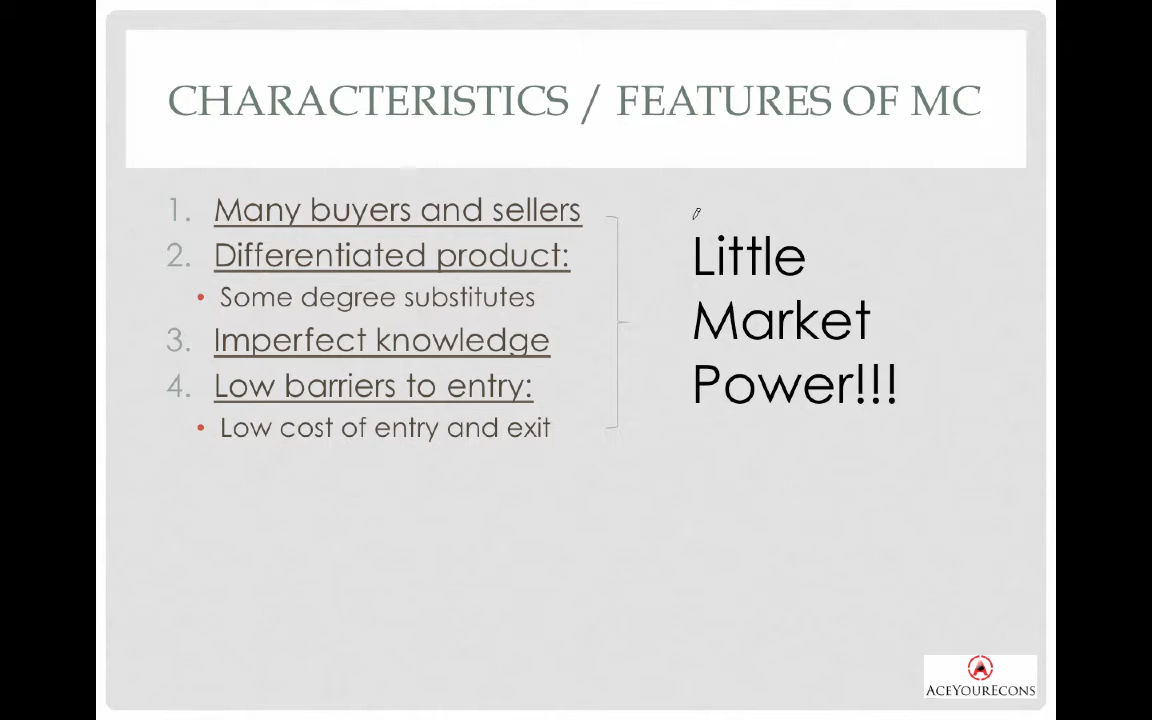 CHARACTERISTICS / FEATURES OF MC
1. Many buyers and sellers
2. Differentiated product:
• Some degree substitutes
3. Imperfect knowledge
4. Low barriers to entry:
• Low cost of entry and exit
Little
Market
Power!!!
ACEYOURECONS